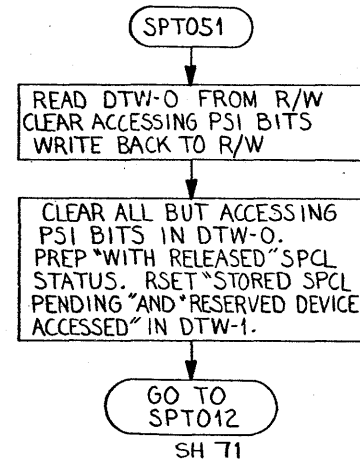 SPT051
READ DTW-0 FROM R/W
CLEAR ACCESSING PSI BITS
WRITE BACK TO R/W
CLEAR ALL BUT ACCESSING
PSI BITS IN DTW-0.
PREP "WITH RELEASED" SPCL
STATUS. RSET "STORED SPCL
PENDING "AND "RESERVED DEVICE
ACCESSED" IN DTW-1.
GO TO
SPT012
SH 71